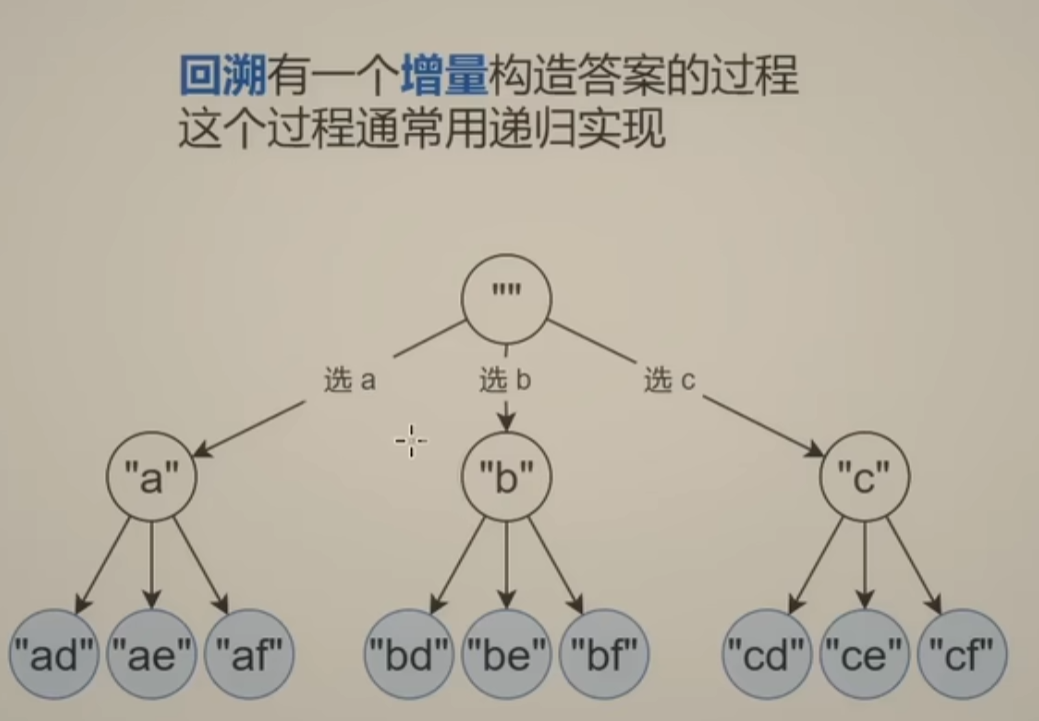 回溯有一个增量构造答案的过程
这个过程通常用递归实现
""
选 a 选 b 选 c
"a" "b" "c"
"ad" "ae" "af" "bd" "be" "bf" "cd" "ce" "cf"